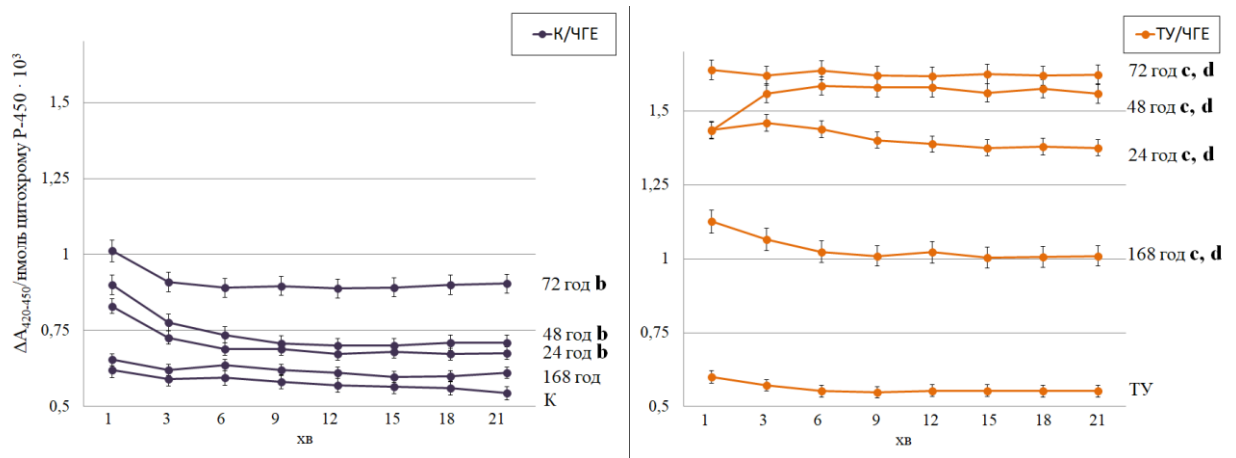 ΔA420-450/нмоль цитохрому P-450 · 10³
К/ЧГЕ
1,5
1,25
1
0,75
0,5
72 год b
48 год b
24 год b
168 год
К
1 3 6 9 12 15 18 21
хв
ТУ/ЧГЕ
1,5
1,25
1
0,75
0,5
72 год c, d
48 год c, d
24 год c, d
168 год c, d
ТУ
1 3 6 9 12 15 18 21
хв